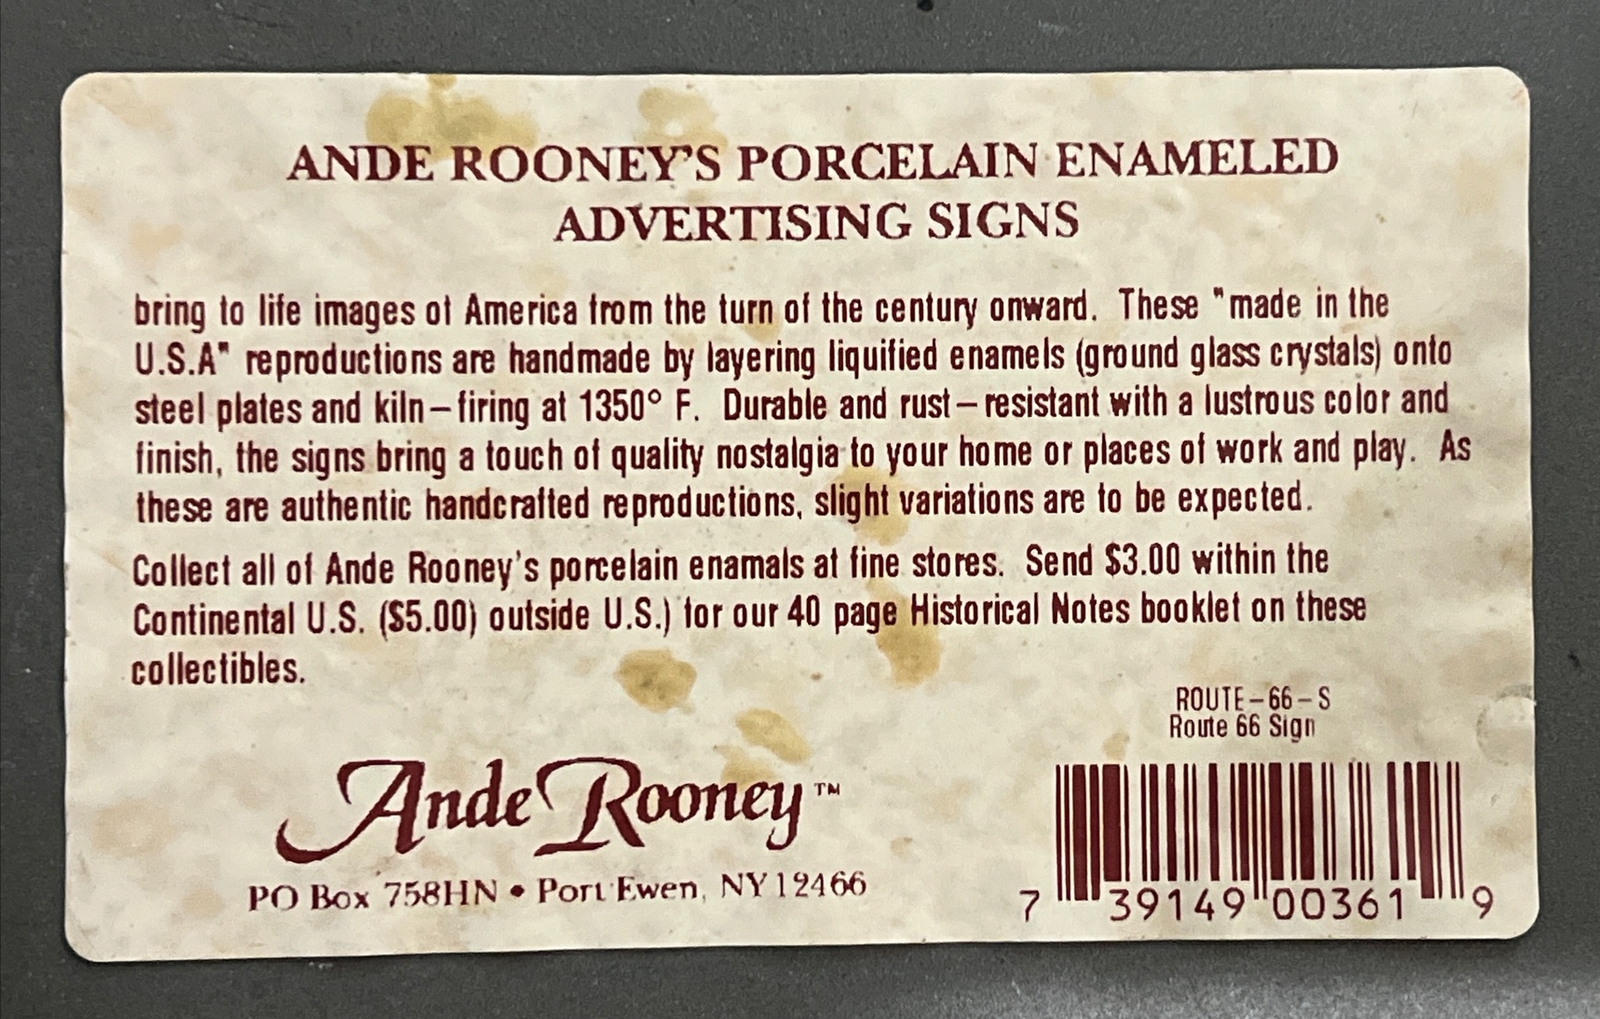 ANDE ROONEY'S PORCELAIN ENAMELED
ADVERTISING SIGNS
bring to life images of America from the turn of the century onward. These "made in the
U.S.A" reproductions are handmade by layering liquified enamels (ground glass crystals) onto
steel plates and kiln-firing at 1350° F. Durable and rust-resistant with a lustrous color and
finish, the signs bring a touch of quality nostalgia to your home or places of work and play. As
these are authentic handcrafted reproductions, slight variations are to be expected.
Collect all of Ande Rooney's porcelain enamals at fine stores. Send $3.00 within the
Continental U.S. ($5.00) outside U.S.) for our 40 page Historical Notes booklet on these
collectibles.
ROUTE-66-S
Route 66 Sign
Ande Rooney™
PO Box 758HN • Port Ewen, NY 12466
7 39149 00361 9